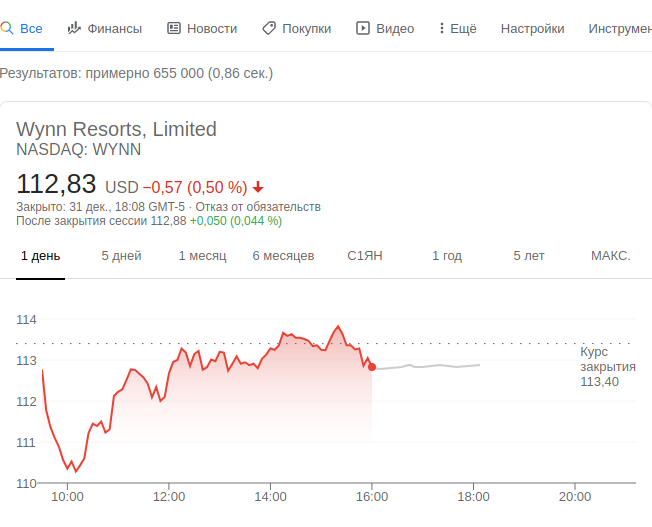 Все Финансы Новости Покупки Видео Ещё Настройки Инструмен
Результатов: примерно 655 000 (0,86 сек.)
Wynn Resorts, Limited
NASDAQ: WYNN
112,83 USD −0,57 (0,50 %)
Закрыто: 31 дек., 18:08 GMT-5 · Отказ от обязательств
После закрытия сессии 112,88 +0,050 (0,044 %)
1 день 5 дней 1 месяц 6 месяцев С1ЯН 1 год 5 лет МАКС.
114
113
112
111
110
Курс
закрытия
113,40
10:00 12:00 14:00 16:00 18:00 20:00